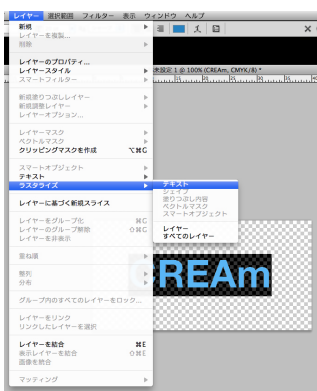 レイヤー 選択範囲 フィルター 表示 ウィンドウ ヘルプ
新規
レイヤーを複製...
削除
レイヤーのプロパティ...
レイヤースタイル
スマートフィルター
新規塗りつぶしレイヤー
新規調整レイヤー
レイヤーオプション...
レイヤーマスク
ベクトルマスク
クリッピングマスクを作成 ⌥⌘G
スマートオブジェクト
テキスト
ラスタライズ
レイヤーに基づく新規スライス
レイヤーをグループ化 ⌘G
レイヤーのグループ解除 ⇧⌘G
レイヤーを非表示
重ね順
整列
分布
グループ内のすべてのレイヤーをロック...
レイヤーをリンク
リンクしたレイヤーを選択
レイヤーを結合 ⌘E
表示レイヤーを結合 ⇧⌘E
画像を統合
マッティング
テキスト
シェイプ
塗りつぶし内容
ベクトルマスク
スマートオブジェクト
レイヤー
すべてのレイヤー
未設定 1 @ 100% (CREAm, CMYK/8) *
REAm